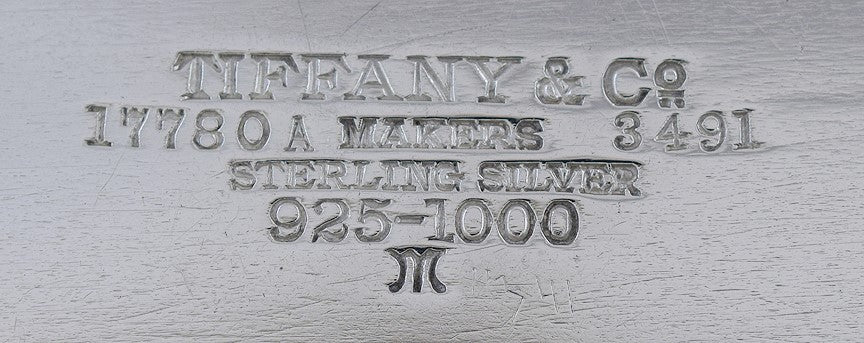 TIFFANY & Co
17780 A MAKERS 3491
STERLING SILVER
925-1000
M